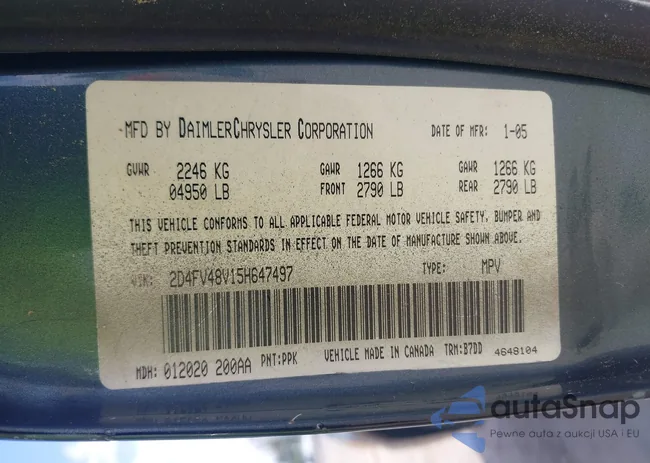 MFD BY DAIMLERCHRYSLER CORPORATION DATE OF MFR: 1-05
GVWR 2246 KG GAWR 1266 KG GAWR 1266 KG
04950 LB FRONT 2790 LB REAR 2790 LB
THIS VEHICLE CONFORMS TO ALL APPLICABLE FEDERAL MOTOR VEHICLE SAFETY, BUMPER AND
THEFT PREVENTION STANDARDS IN EFFECT ON THE DATE OF MANUFACTURE SHOWN ABOVE.
VIN: 2D4FV48V15H647497 TYPE: MPV
MDH: 012020 200AA PNT:PPK VEHICLE MADE IN CANADA TRM:B7DD 4648104
autaSnap
Pewne auta z aukcji USA i EU